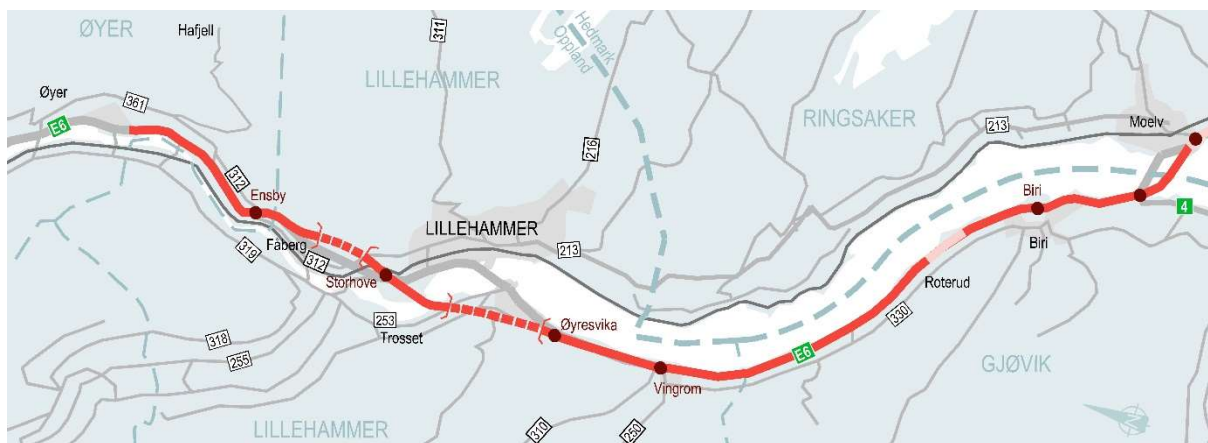 ØYER
Hafjell
311
Hedmark
Oppland
LILLEHAMMER
RINGSAKER
Øyer
361
E6
213
Moelv
216
312
Ensby
Biri
LILLEHAMMER
4
Fåberg
319
312
213
Biri
Storhove
Roterud
253
Øyresvika
330
318
Trosset
E6
255
GJØVIK
Vingrom
LILLEHAMMER
310
250